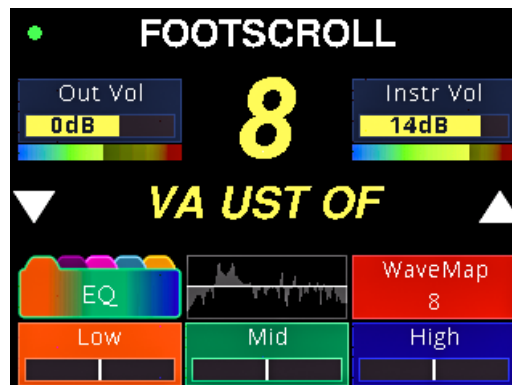 FOOTSCROLL
Out Vol
0dB
8
Instr Vol
14dB
VA UST OF
EQ
WaveMap
8
Low
Mid
High